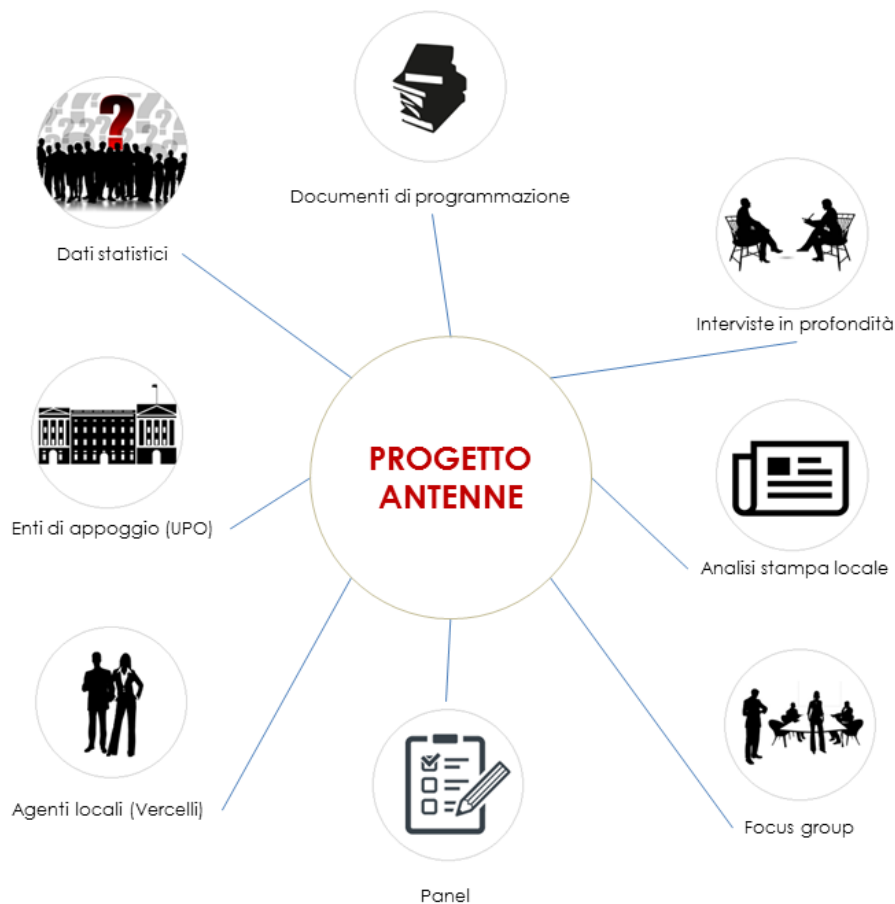 Documenti di programmazione
Dati statistici
Interviste in profondità
PROGETTO
ANTENNE
Enti di appoggio (UPO)
Analisi stampa locale
Agenti locali (Vercelli)
Focus group
Panel